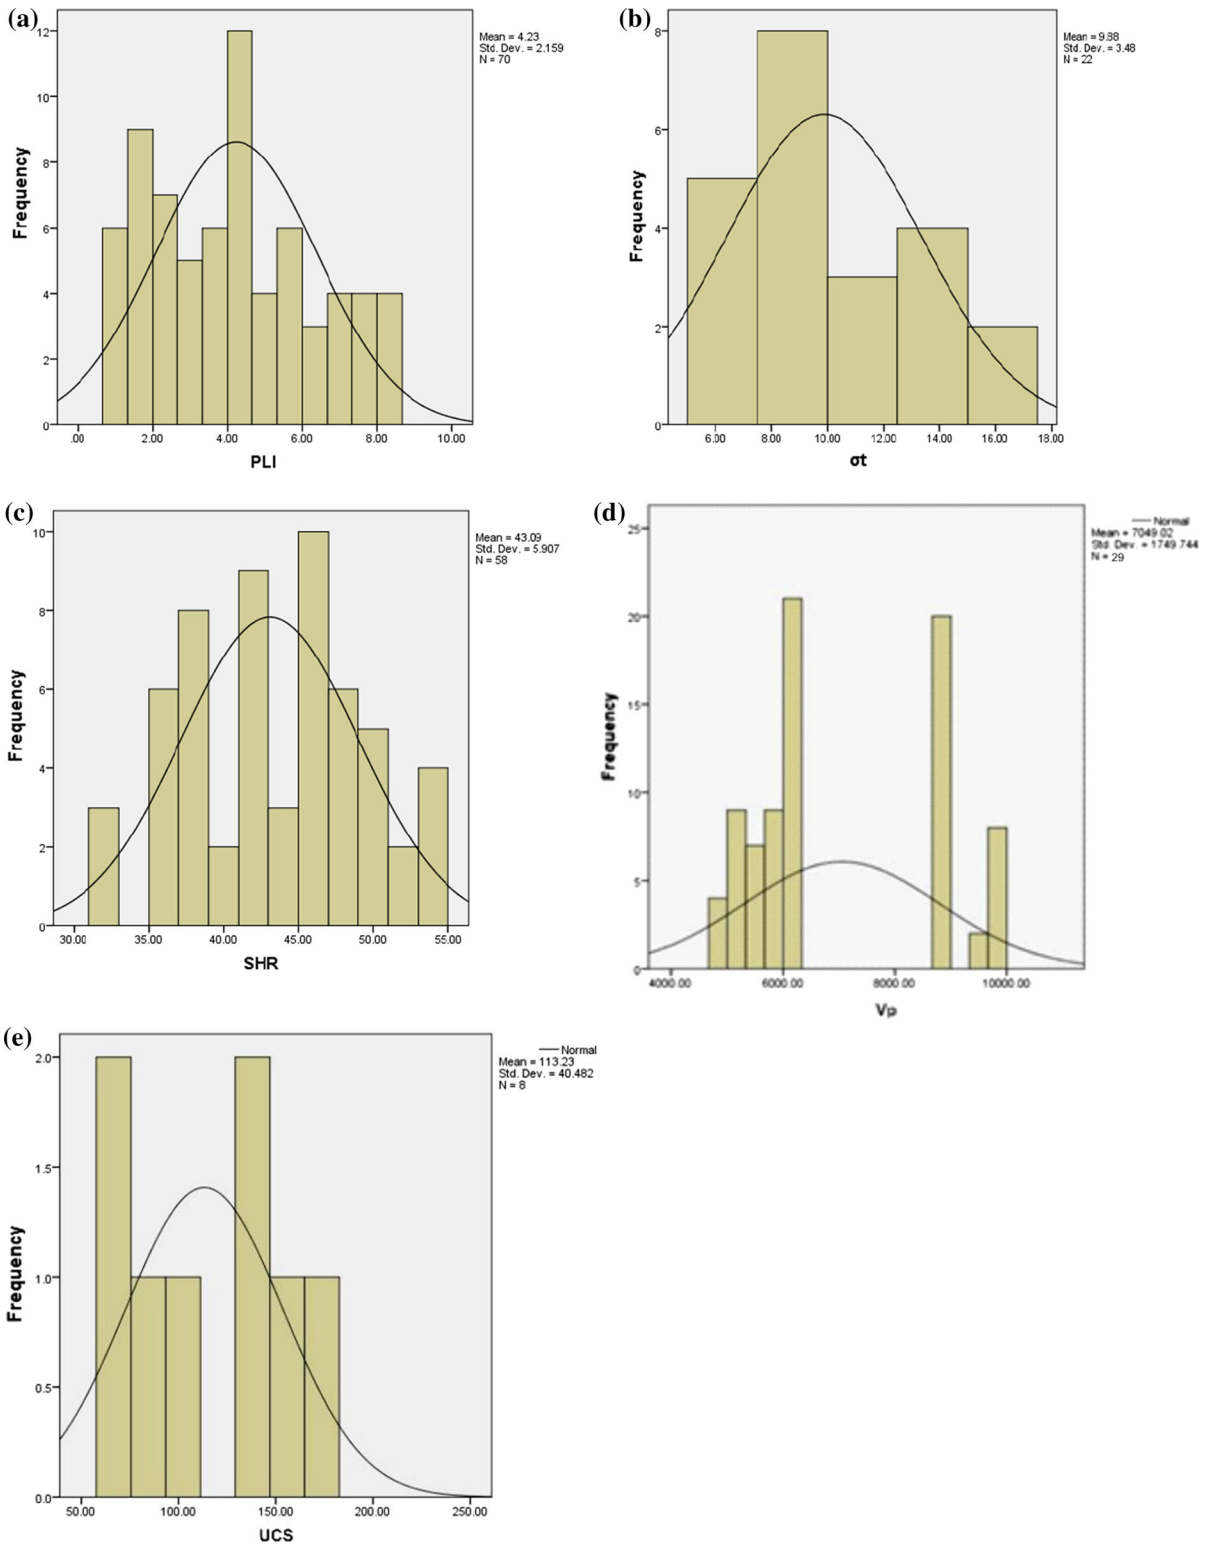 (a)
12
10
8
6
4
2
0
Frequency
.00 2.00 4.00 6.00 8.00 10.00
PLI
Mean = 4.23
Std. Dev. = 2.159
N = 70
(b)
8
6
4
2
0
Frequency
6.00 8.00 10.00 12.00 14.00 16.00 18.00
σt
Mean = 9.88
Std. Dev. = 3.48
N = 22
(c)
10
8
6
4
2
0
Frequency
30.00 35.00 40.00 45.00 50.00 55.00
SHR
Mean = 43.09
Std. Dev. = 5.907
N = 58
(d)
25
20
15
10
5
0
Frequency
4000.00 6000.00 8000.00 10000.00
Vp
Normal
Mean = 7049.02
Std. Dev. = 1749.744
N = 29
(e)
2.0
1.5
1.0
0.5
0.0
Frequency
50.00 100.00 150.00 200.00 250.00
UCS
Normal
Mean = 113.23
Std. Dev. = 40.482
N = 8